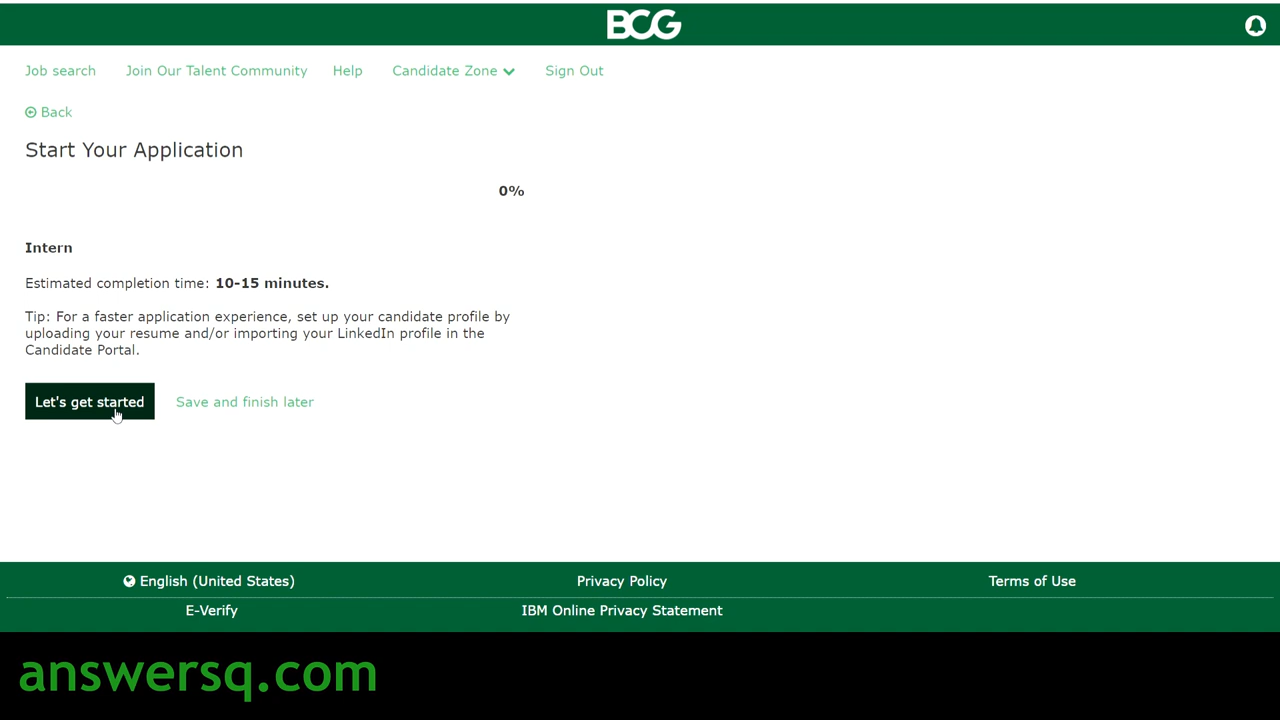 BCG
Job search Join Our Talent Community Help Candidate Zone Sign Out
Back
Start Your Application
0%
Intern
Estimated completion time: 10-15 minutes.
Tip: For a faster application experience, set up your candidate profile by
uploading your resume and/or importing your LinkedIn profile in the
Candidate Portal.
Let's get started Save and finish later
English (United States) Privacy Policy Terms of Use
E-Verify IBM Online Privacy Statement
answersq.com